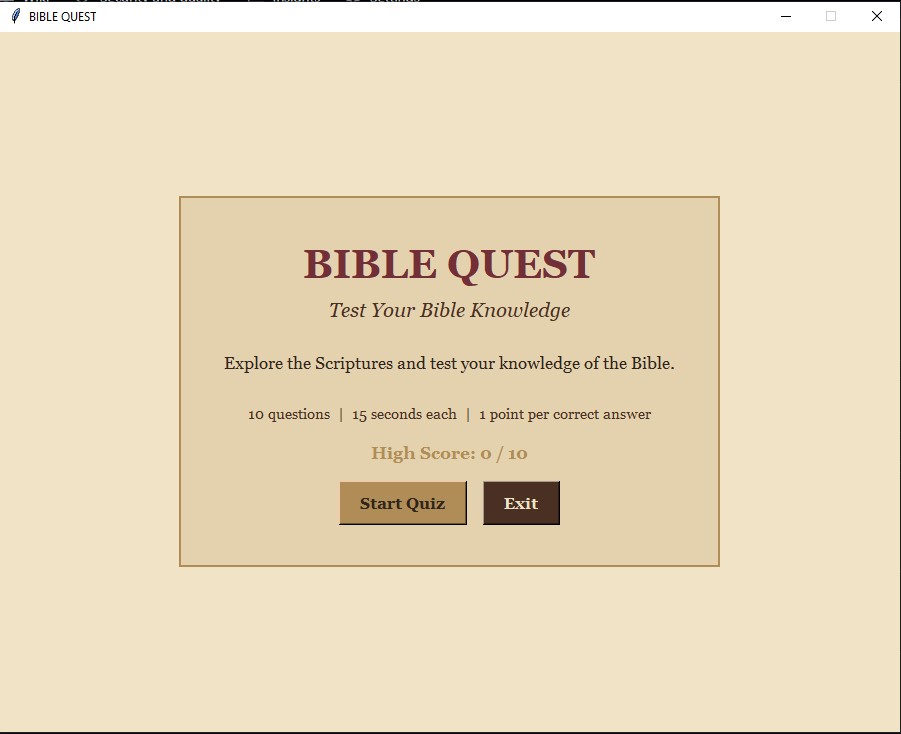 BIBLE QUEST
BIBLE QUEST
Test Your Bible Knowledge
Explore the Scriptures and test your knowledge of the Bible.
10 questions | 15 seconds each | 1 point per correct answer
High Score: 0 / 10
Start Quiz
Exit